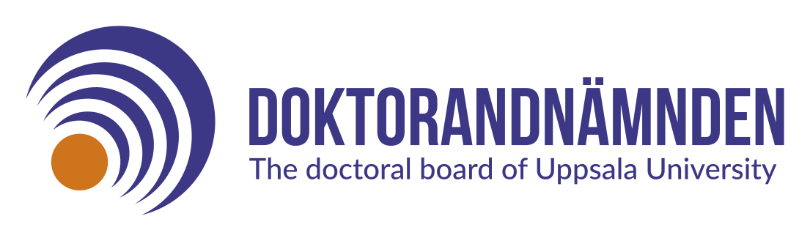 DOKTORANDNÄMNDEN
The doctoral board of Uppsala University